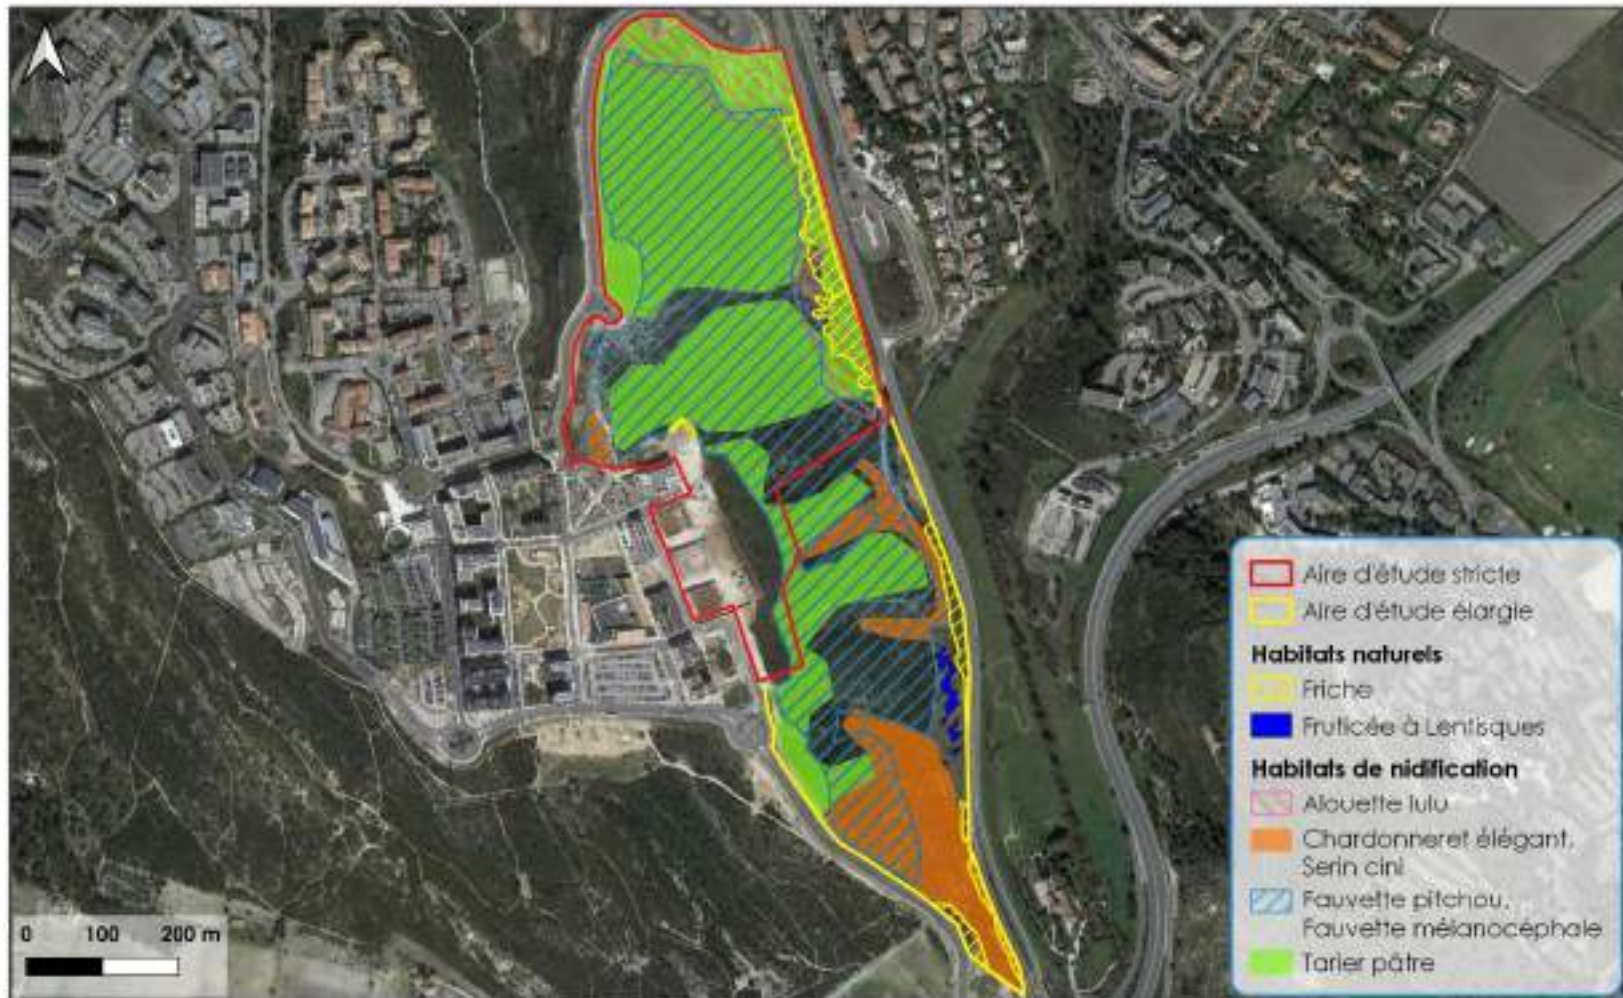 Aire d'étude stricte
Aire d'étude élargie
Habitats naturels
Friche
Fruticée à Lentisques
Habitats de nidification
Alouette lulu
Chardonneret élégant,
Serin cini
Fauvette pitchou,
Fauvette mélanocéphale
Tarier pâtre
0 100 200 m